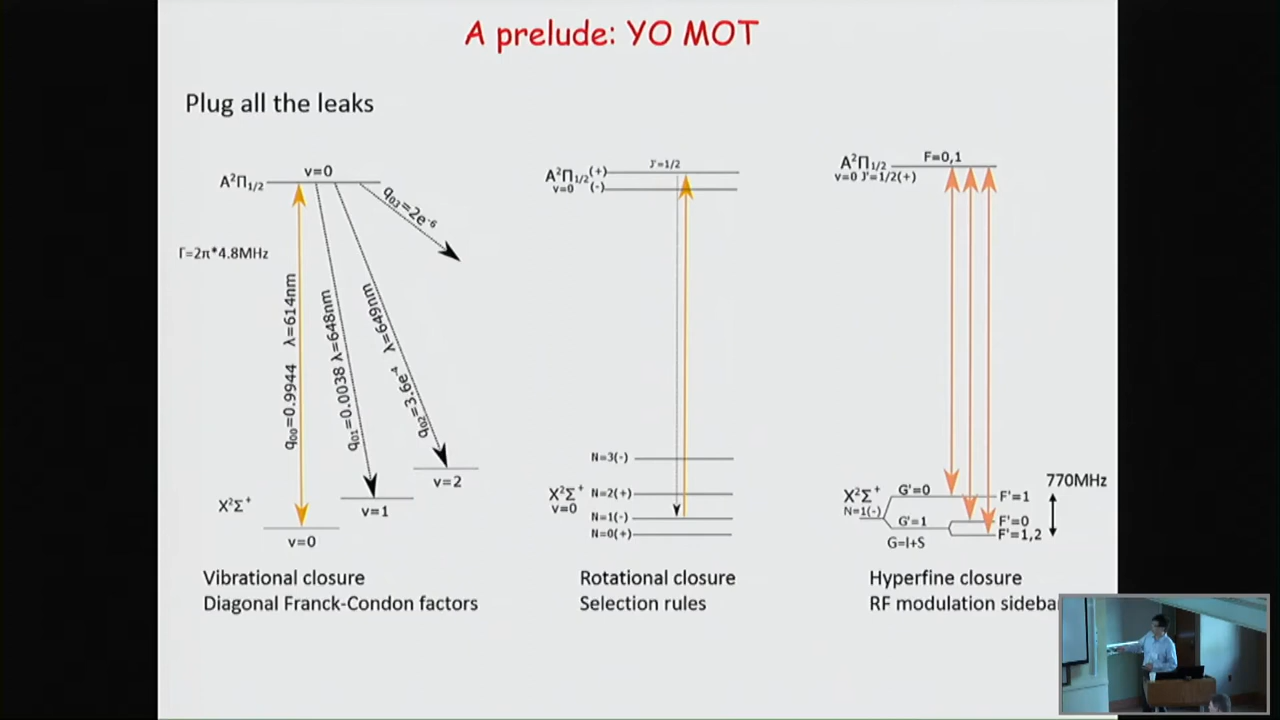 A prelude: YO MOT
Plug all the leaks
v=0
A²Π₁/₂
q₀₃=2e⁻⁶
Γ=2π*4.8MHz
q₀₀=0.9944 λ=614nm
q₀₁=0.0038 λ=648nm
q₀₂=3.6e⁻⁴ λ=649nm
X²Σ⁺
v=0
v=1
v=2
Vibrational closure
Diagonal Franck-Condon factors
J'=1/2
A²Π₁/₂(+)
v=0 (-)
N=3(-)
X²Σ⁺ N=2(+)
v=0
N=1(-)
N=0(+)
Rotational closure
Selection rules
A²Π₁/₂ F=0,1
v=0 J'=1/2(+)
770MHz
X²Σ⁺ G'=0
N=1(-)
F'=1
G'=1
F'=0
F'=1,2
G=I+S
Hyperfine closure
RF modulation sideba